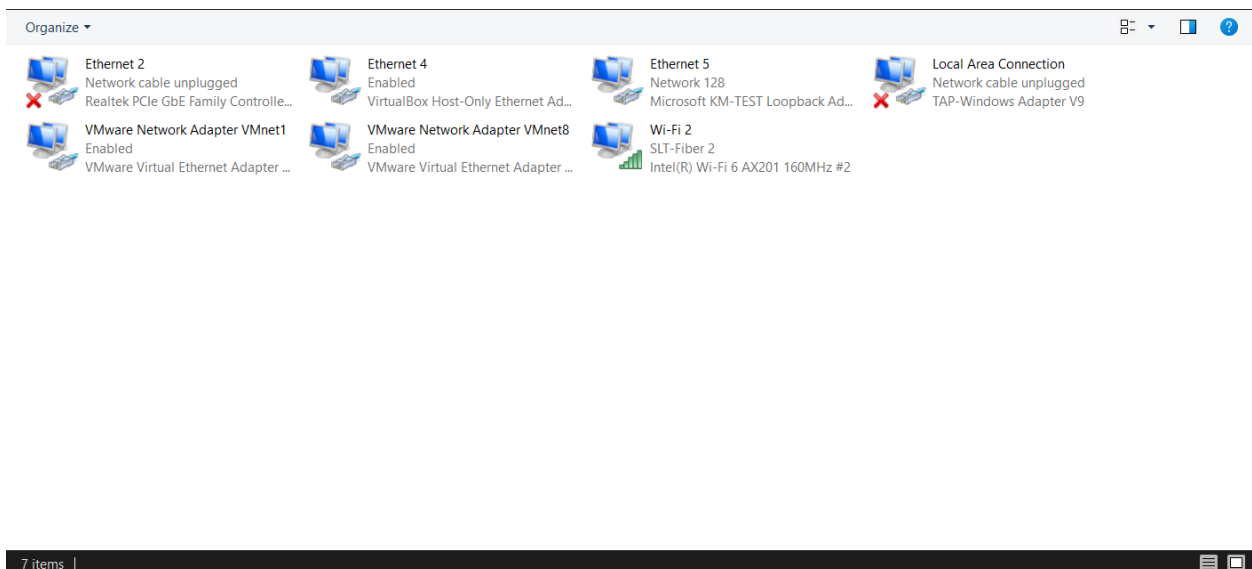 Organize
Ethernet 2
Network cable unplugged
Realtek PCIe GbE Family Controlle...
Ethernet 4
Enabled
VirtualBox Host-Only Ethernet Ad...
Ethernet 5
Network 128
Microsoft KM-TEST Loopback Ad...
Local Area Connection
Network cable unplugged
TAP-Windows Adapter V9
VMware Network Adapter VMnet1
Enabled
VMware Virtual Ethernet Adapter ...
VMware Network Adapter VMnet8
Enabled
VMware Virtual Ethernet Adapter ...
Wi-Fi 2
SLT-Fiber 2
Intel(R) Wi-Fi 6 AX201 160MHz #2
7 items